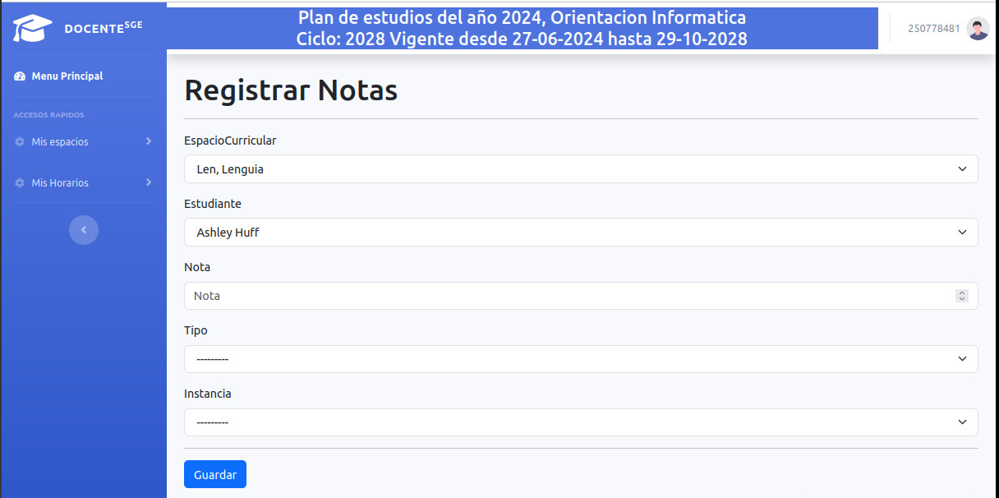 DOCENTE SGE
Plan de estudios del año 2024, Orientacion Informatica
Ciclo: 2028 Vigente desde 27-06-2024 hasta 29-10-2028
250778481
Menu Principal
ACCESOS RAPIDOS
Mis espacios
Mis Horarios
Registrar Notas
EspacioCurricular
Len, Lenguia
Estudiante
Ashley Huff
Nota
Nota
Tipo
---------
Instancia
---------
Guardar